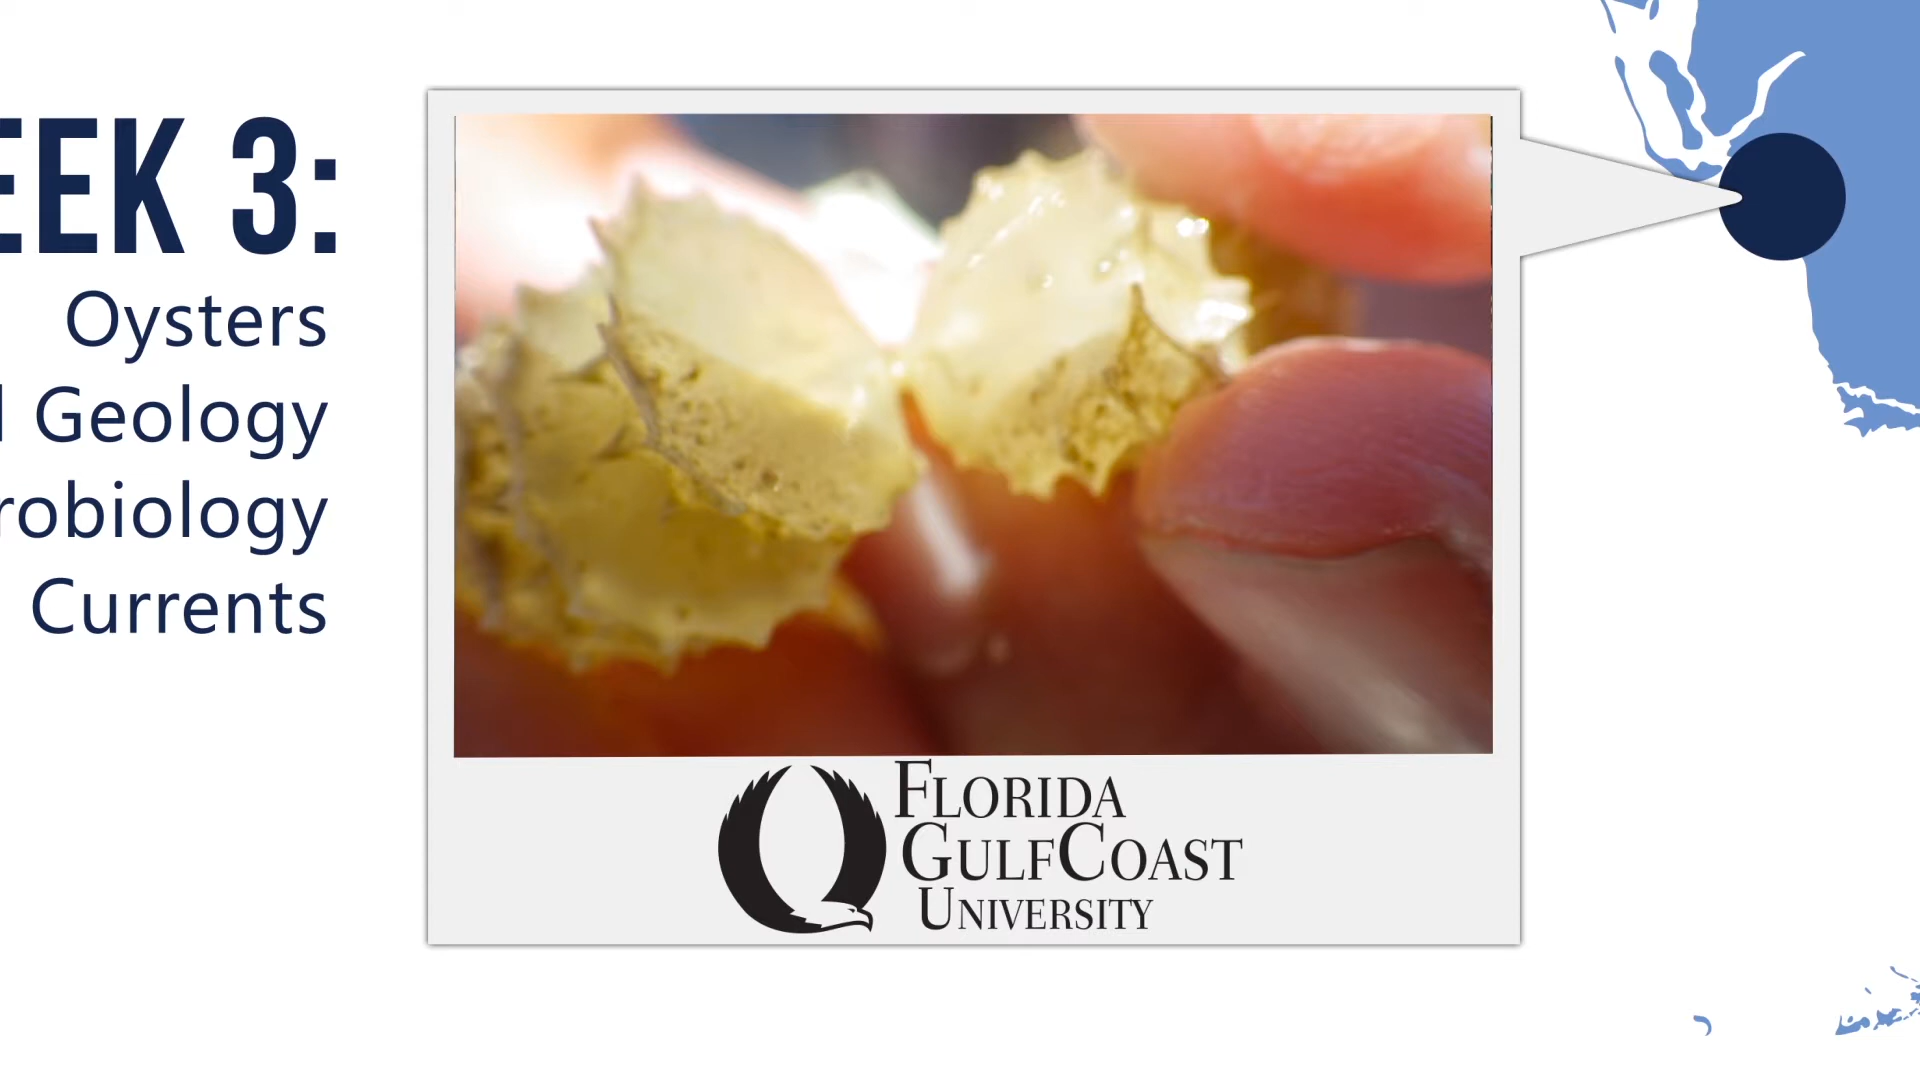 EEK 3:
Oysters
l Geology
robiology
Currents
FLORIDA
GULFCOAST
UNIVERSITY